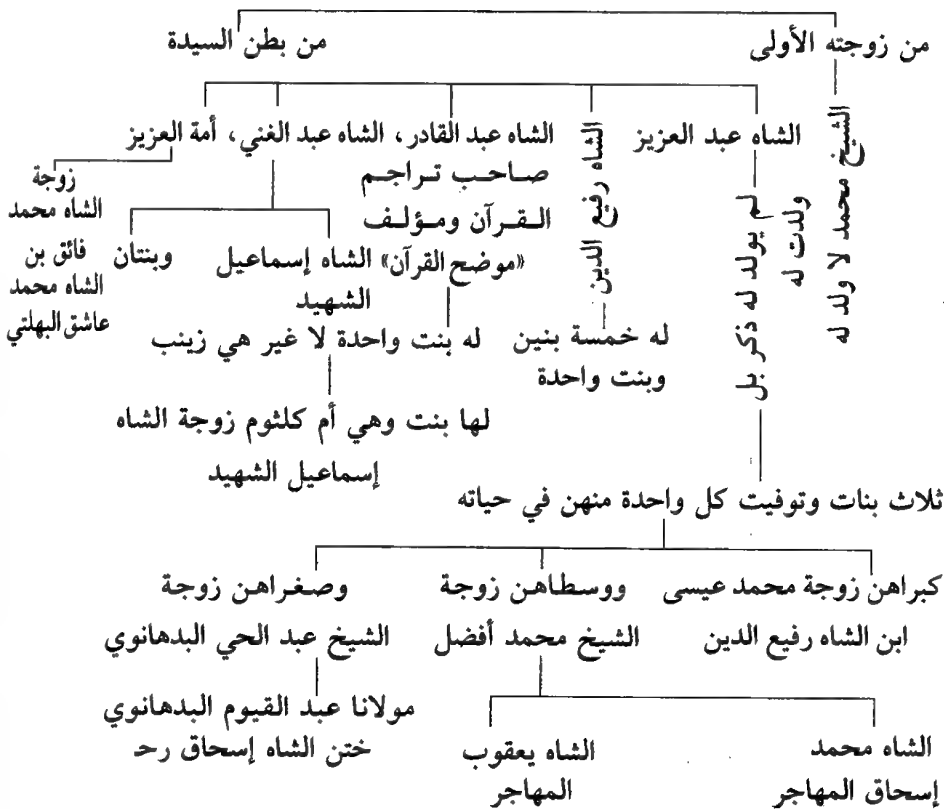 من زوجته الأولى
من بطن السيدة
الشيخ محمد لا ولد له
الشاه عبد العزيز
لم يولد له ذكر بل
ولدت له
الشاه رفيع الدين
الشاه عبد القادر، الشاه عبد الغني، أمة العزيز
صاحب تراجم
القرآن ومؤلف
«موضح القرآن»
الشاه إسماعيل
الشهيد
وبنتان
زوجة
الشاه محمد
فائق بن
الشاه محمد
عاشق البهلتي
له خمسة بنين
وبنت واحدة
له بنت واحدة لا غير هي زينب
لها بنت وهي أم كلثوم زوجة الشاه
إسماعيل الشهيد
ثلاث بنات وتوفيت كل واحدة منهن في حياته
كبراهن زوجة محمد عيسى
ابن الشاه رفيع الدين
ووسطاهن زوجة
الشيخ محمد أفضل
وصغراهن زوجة
الشيخ عبد الحي البدهانوي
مولانا عبد القيوم البدهانوي
ختن الشاه إسحاق رحـ
الشاه محمد
إسحاق المهاجر
الشاه يعقوب
المهاجر